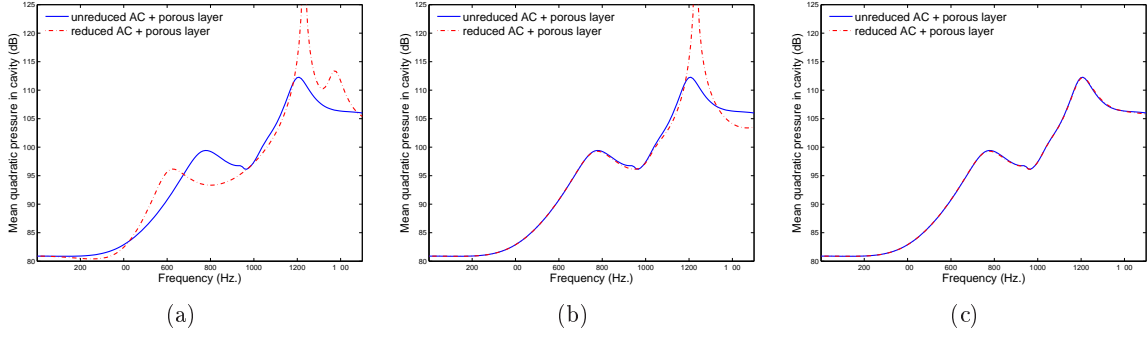 125
120
115
110
105
100
95
90
85
80
Mean quadratic pressure in cavity (dB)
unreduced AC + porous layer
reduced AC + porous layer
200 00 600 800 1000 1200 1 00
Frequency (Hz.)
(a)
125
120
115
110
105
100
95
90
85
80
Mean quadratic pressure in cavity (dB)
unreduced AC + porous layer
reduced AC + porous layer
200 00 600 800 1000 1200 1 00
Frequency (Hz.)
(b)
125
120
115
110
105
100
95
90
85
80
Mean quadratic pressure in cavity (dB)
unreduced AC + porous layer
reduced AC + porous layer
200 00 600 800 1000 1200 1 00
Frequency (Hz.)
(c)